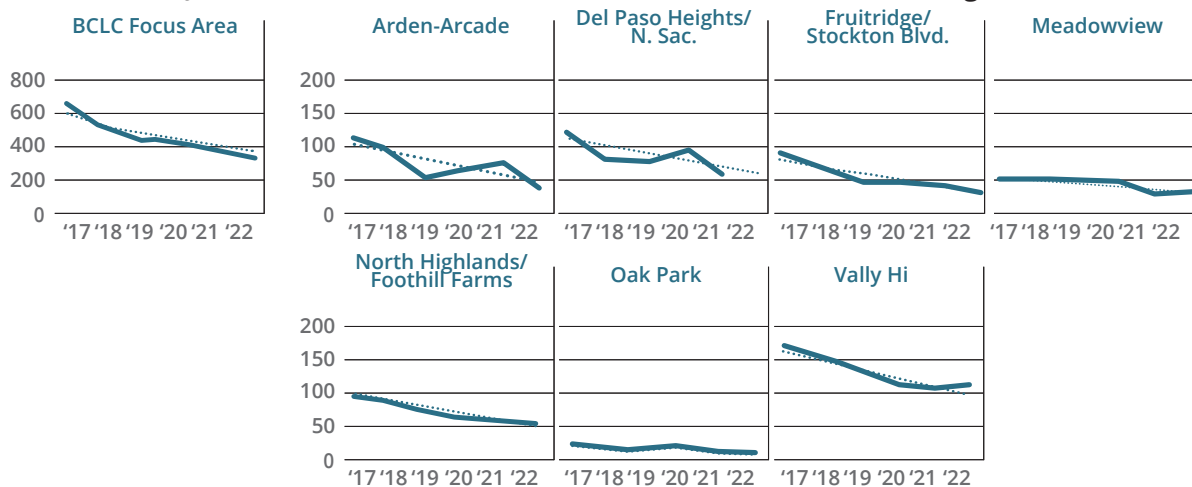 BCLC Focus Area
Arden-Arcade
Del Paso Heights/
N. Sac.
Fruitridge/
Stockton Blvd.
Meadowview
800
600
400
200
0
200
150
100
50
0
‘17 ‘18 ‘19 ‘20 ‘21 ‘22
‘17 ‘18 ‘19 ‘20 ‘21 ‘22
‘17 ‘18 ‘19 ‘20 ‘21 ‘22
‘17 ‘18 ‘19 ‘20 ‘21 ‘22
‘17 ‘18 ‘19 ‘20 ‘21 ‘22
North Highlands/
Foothill Farms
Oak Park
Vally Hi
200
150
100
50
0
‘17 ‘18 ‘19 ‘20 ‘21 ‘22
‘17 ‘18 ‘19 ‘20 ‘21 ‘22
‘17 ‘18 ‘19 ‘20 ‘21 ‘22